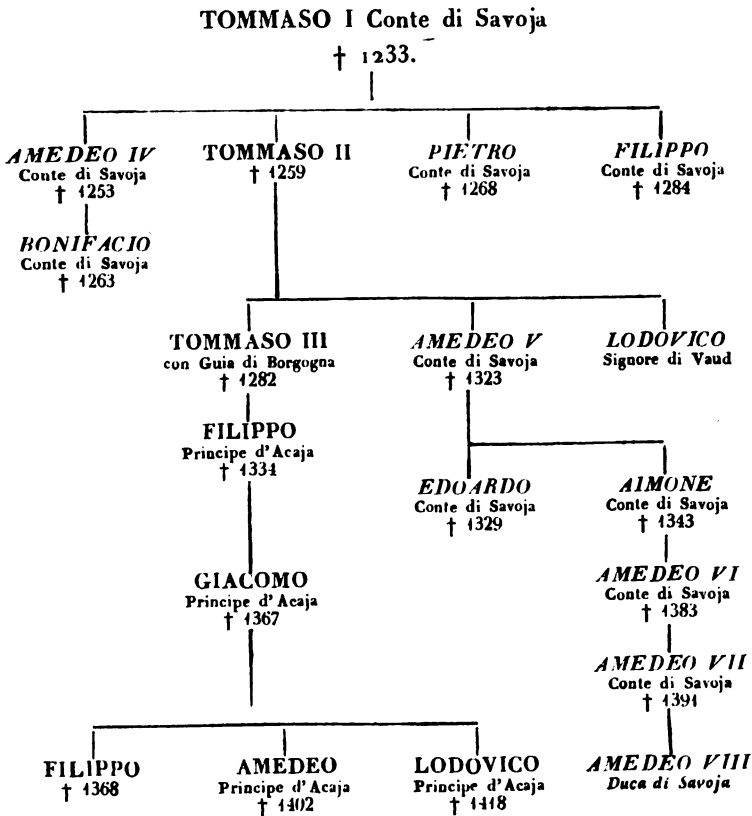 TOMMASO I Conte di Savoja
† 1233.
AMEDEO IV
Conte di Savoja
† 1253
TOMMASO II
† 1259
PIETRO
Conte di Savoja
† 1268
FILIPPO
Conte di Savoja
† 1284
BONIFACIO
Conte di Savoja
† 1263
TOMMASO III
con Guia di Borgogna
† 1282
AMEDEO V
Conte di Savoja
† 1323
LODOVICO
Signore di Vaud
FILIPPO
Principe d'Acaja
† 1334
EDOARDO
Conte di Savoja
† 1329
AIMONE
Conte di Savoja
† 1343
GIACOMO
Principe d'Acaja
† 1367
AMEDEO VI
Conte di Savoja
† 1383
AMEDEO VII
Conte di Savoja
† 1391
FILIPPO
† 1368
AMEDEO
Principe d'Acaja
† 1402
LODOVICO
Principe d'Acaja
† 1418
AMEDEO VIII
Duca di Savoja